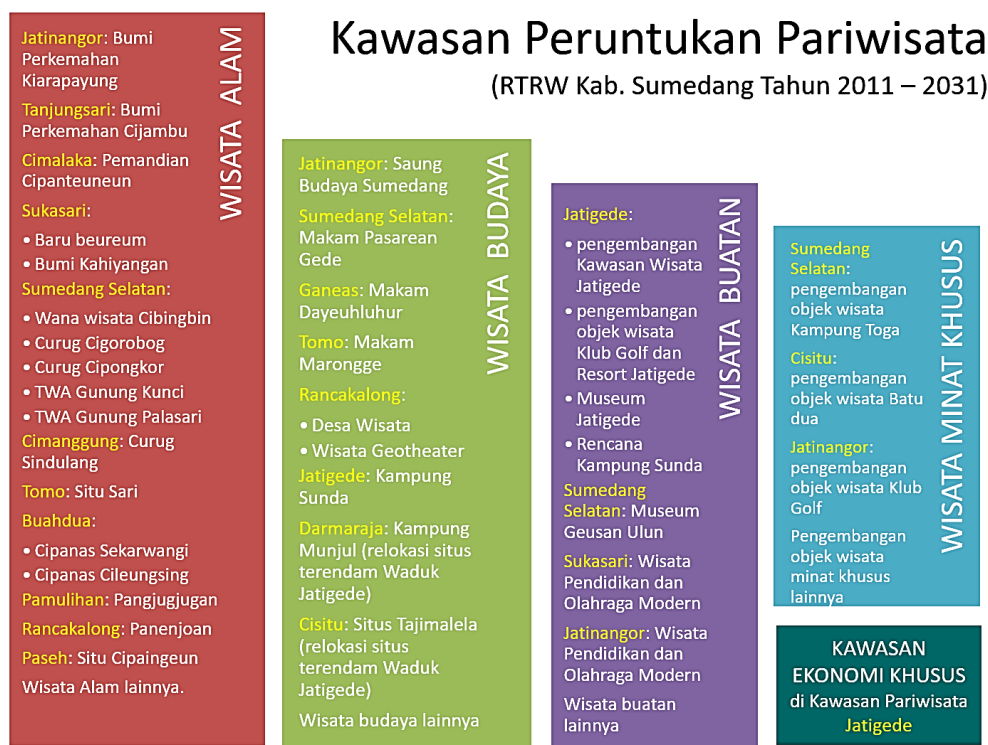 Kawasan Peruntukan Pariwisata
(RTRW Kab. Sumedang Tahun 2011 – 2031)
WISATA ALAM
Jatinangor: Bumi
Perkemahan
Kiarapayung
Tanjungsari: Bumi
Perkemahan Cijambu
Cimalaka: Pemandian
Cipanteuneun
Sukasari:
• Baru beureum
• Bumi Kahiyangan
Sumedang Selatan:
• Wana wisata Cibingbin
• Curug Cigorobog
• Curug Cipongkor
• TWA Gunung Kunci
• TWA Gunung Palasari
Cimanggung: Curug
Sindulang
Tomo: Situ Sari
Buahdua:
• Cipanas Sekarwangi
• Cipanas Cileungsing
Pamulihan: Pangjugjugan
Rancakalong: Panenjoan
Paseh: Situ Cipaingeun
Wisata Alam lainnya.
WISATA BUDAYA
Jatinangor: Saung
Budaya Sumedang
Sumedang Selatan:
Makam Pasarean
Gede
Ganeas: Makam
Dayeuhluhur
Tomo: Makam
Marongge
Rancakalong:
• Desa Wisata
• Wisata Geotheater
Jatigede: Kampung
Sunda
Darmaraja: Kampung
Munjul (relokasi situs
terendam Waduk
Jatigede)
Cisitu: Situs Tajimalela
(relokasi situs
terendam Waduk
Jatigede)
Wisata budaya lainnya
WISATA BUATAN
Jatigede:
• pengembangan
Kawasan Wisata
Jatigede
• pengembangan
objek wisata
Klub Golf dan
Resort Jatigede
• Museum
Jatigede
• Rencana
Kampung Sunda
Sumedang
Selatan: Museum
Geusan Ulun
Sukasari: Wisata
Pendidikan dan
Olahraga Modern
Jatinangor: Wisata
Pendidikan dan
Olahraga Modern
Wisata buatan
lainnya
WISATA MINAT KHUSUS
Sumedang
Selatan:
pengembangan
objek wisata
Kampung Toga
Cisitu:
pengembangan
objek wisata Batu
dua
Jatinangor:
pengembangan
objek wisata Klub
Golf
Pengembangan
objek wisata
minat khusus
lainnya
KAWASAN
EKONOMI KHUSUS
di Kawasan Pariwisata
Jatigede